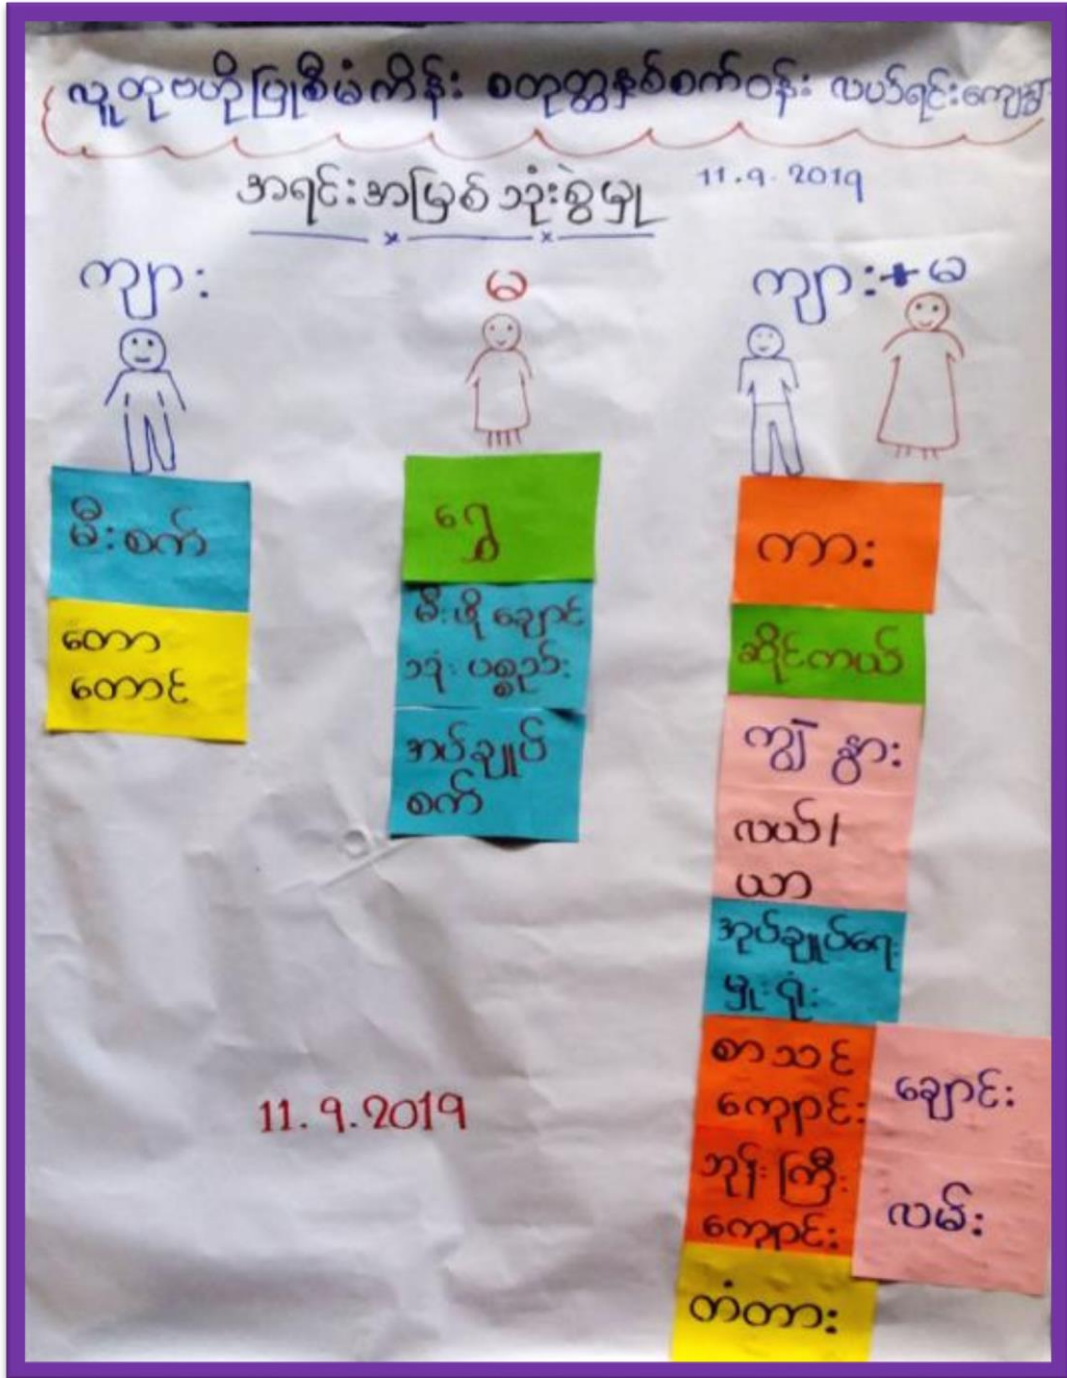 လူထုဗဟိုပြုစီမံကိန်း စတုတ္ထနှစ်စက်ဝန်း လယ်ရင်းကျေးရွာ
အရင်းအမြစ် သုံးစွဲမှု 11.9.2019
ကျား
မ
ကျား+မ
မီးစက်
တော
တောင်
ရွှေ
မီးဖိုချောင်
သုံးပစ္စည်း
အပ်ချုပ်
စက်
ကား
ဆိုင်ကယ်
ကျွဲ နွား
လယ်/
ယာ
အုပ်ချုပ်ရေး
မှူးရုံး
စာသင်
ကျောင်း
ဘုန်းကြီး
ကျောင်း
ကံတား
ချောင်း
လမ်း
11.9.2019